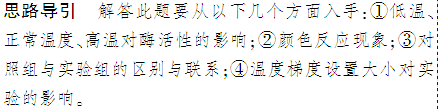 思路导引　解答此题要从以下几个方面入手:①低温、
正常温度、高温对酶活性的影响;②颜色反应现象;③对
照组与实验组的区别与联系;④温度梯度设置大小对实
验的影响。